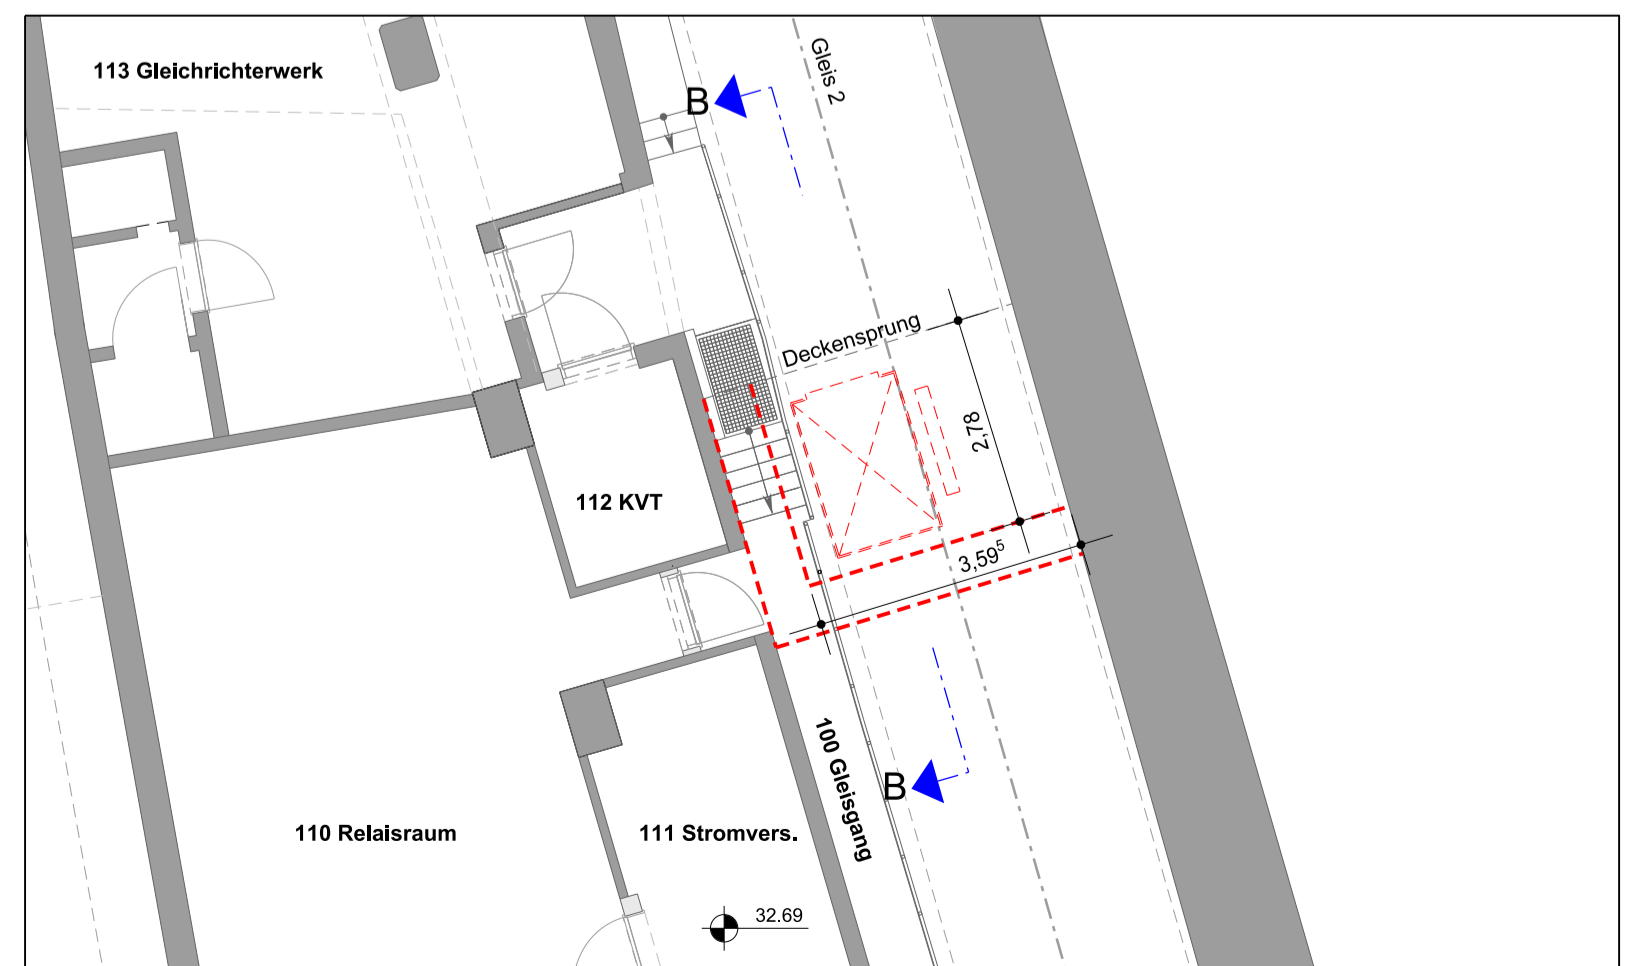 113 Gleichrichterwerk
Gleis 2
B
Deckensprung
2,78
112 KVT
3,59⁵
100 Gleisgang
B
110 Relaisraum
111 Stromvers.
32.69